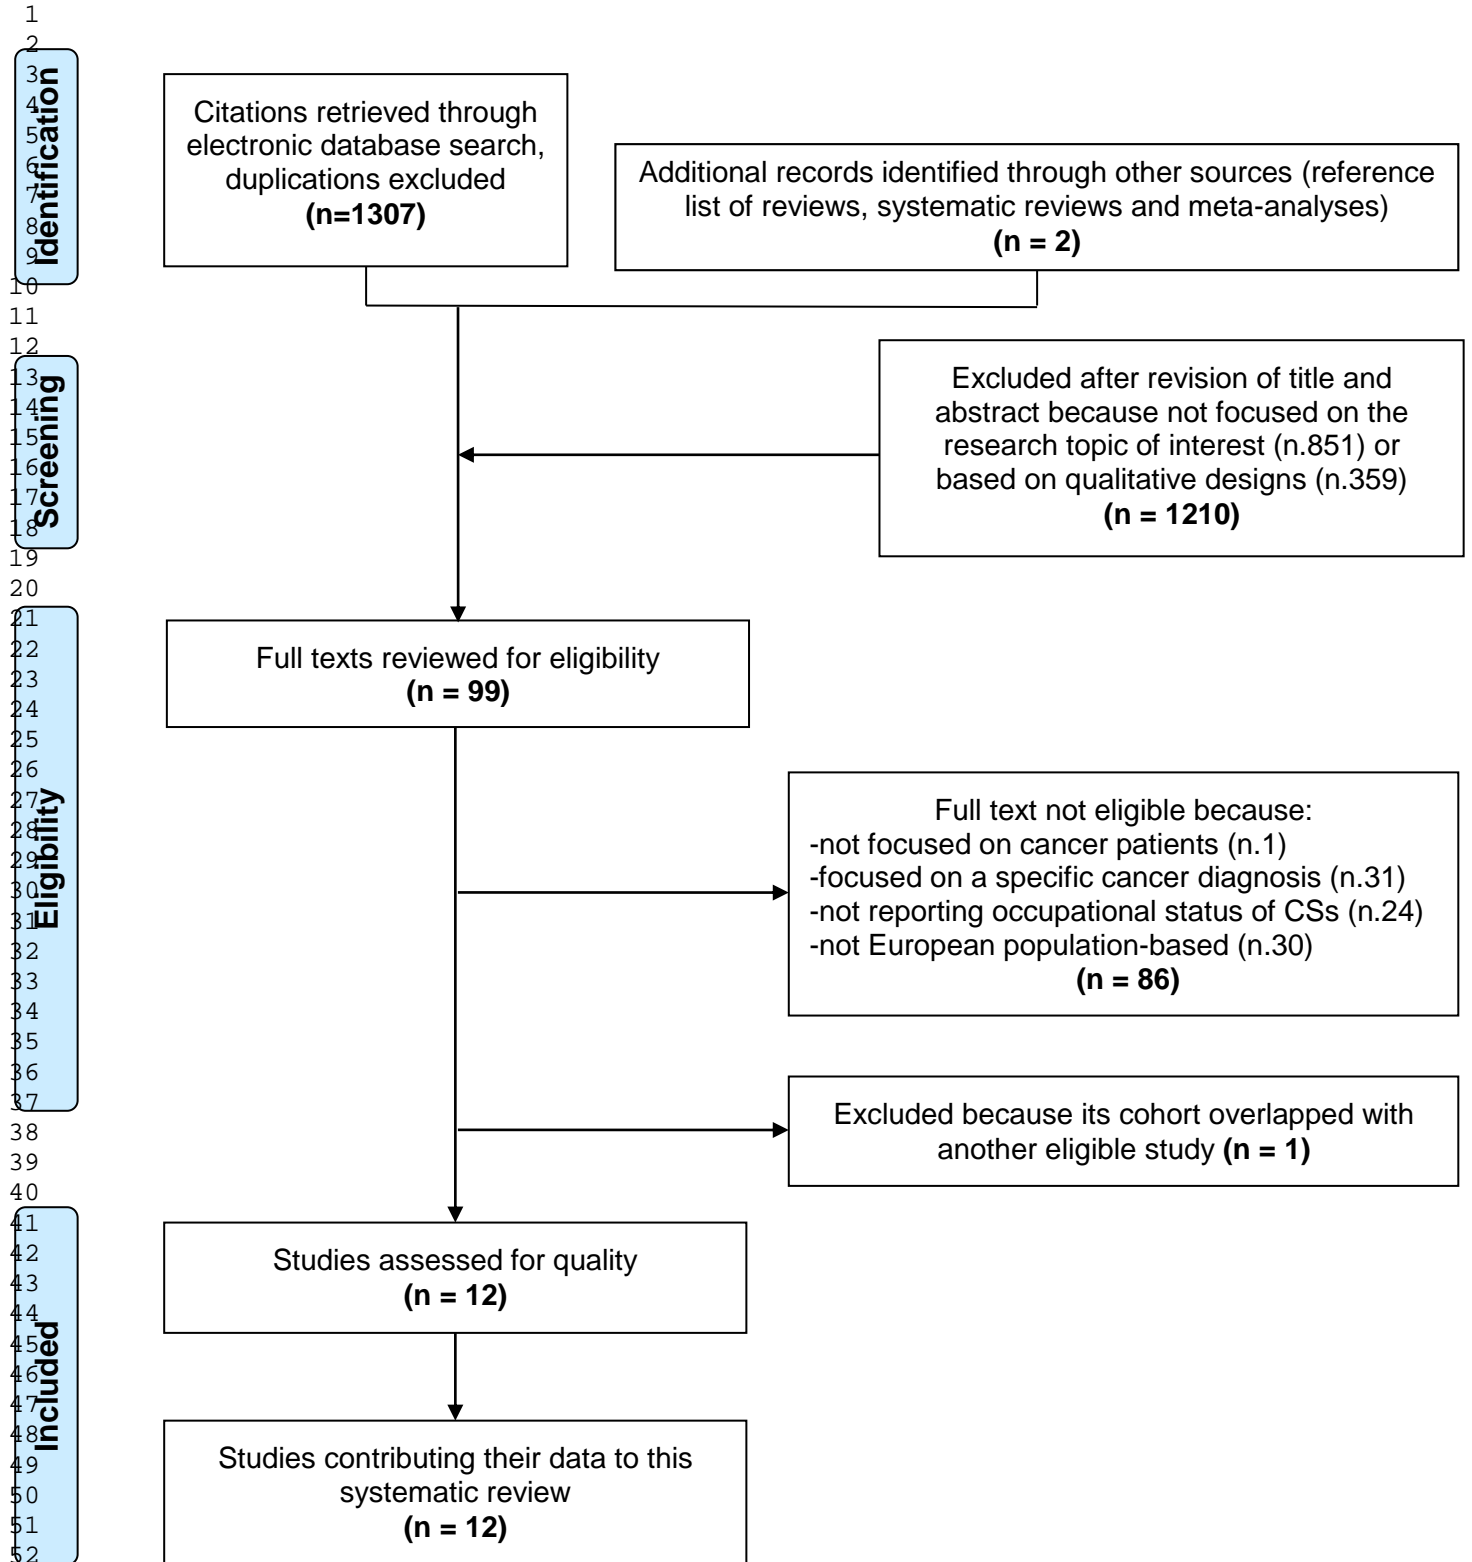 1
2
3
4
5
6
7
8
9
10
11
12
13
14
15
16
17
18
19
20
21
22
23
24
25
26
27
28
29
30
31
32
33
34
35
36
37
38
39
40
41
42
43
44
45
46
47
48
49
50
51
52
Identification
Citations retrieved through
electronic database search,
duplications excluded
(n=1307)
Additional records identified through other sources (reference
list of reviews, systematic reviews and meta-analyses)
(n = 2)
Screening
Excluded after revision of title and
abstract because not focused on the
research topic of interest (n.851) or
based on qualitative designs (n.359)
(n = 1210)
Eligibility
Full texts reviewed for eligibility
(n = 99)
Full text not eligible because:
-not focused on cancer patients (n.1)
-focused on a specific cancer diagnosis (n.31)
-not reporting occupational status of CSs (n.24)
-not European population-based (n.30)
(n = 86)
Excluded because its cohort overlapped with
another eligible study (n = 1)
Included
Studies assessed for quality
(n = 12)
Studies contributing their data to this
systematic review
(n = 12)